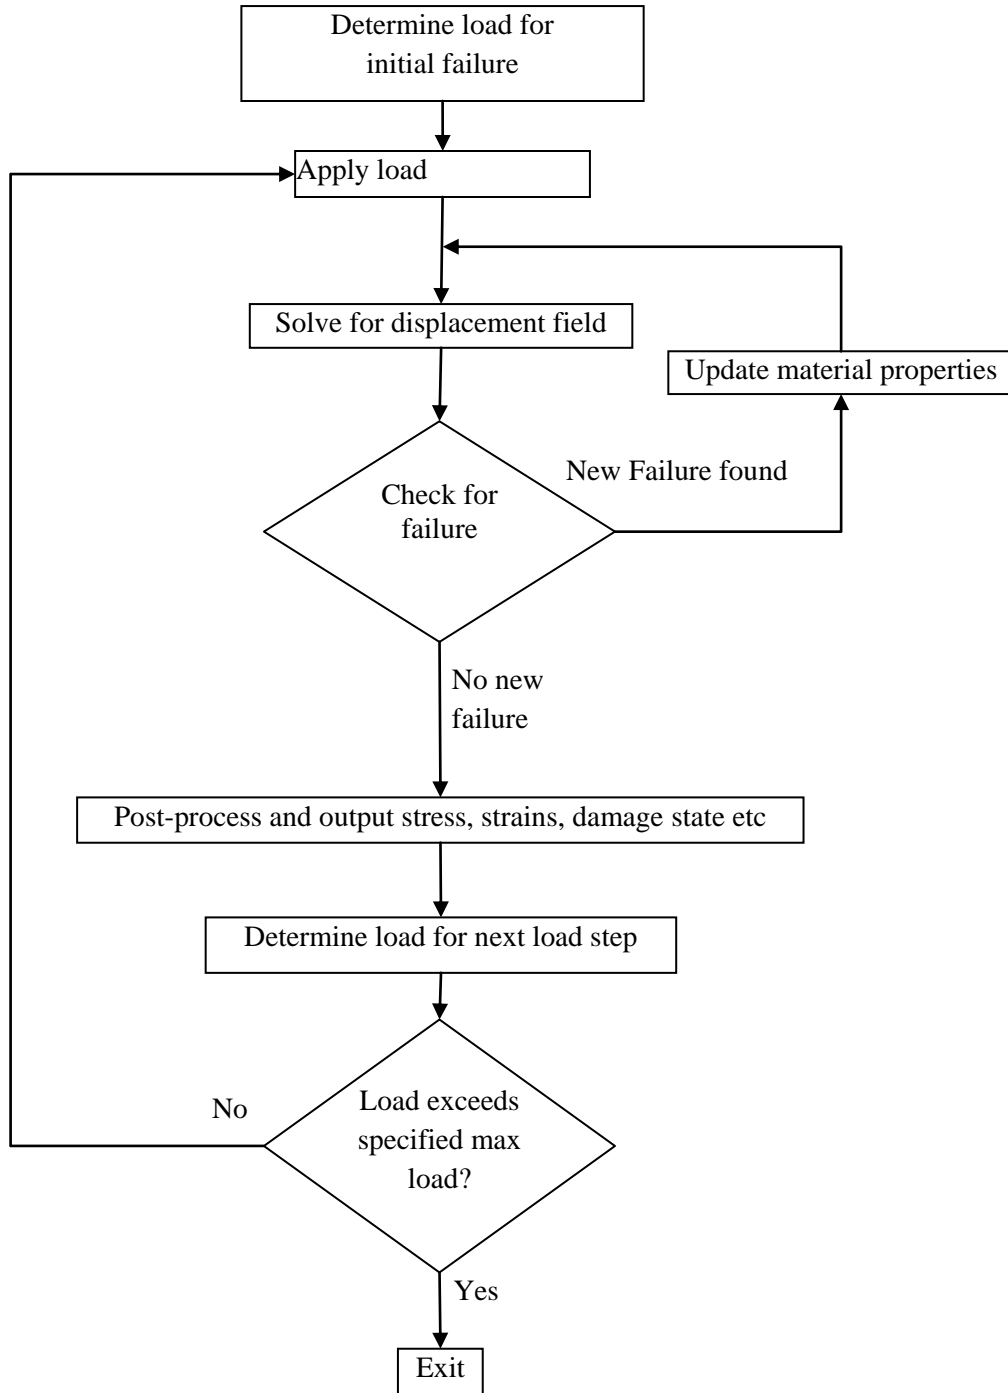 Determine load for
initial failure
Apply load
Solve for displacement field
Update material properties
New Failure found
Check for
failure
No new
failure
Post-process and output stress, strains, damage state etc
Determine load for next load step
No
Load exceeds
specified max
load?
Yes
Exit